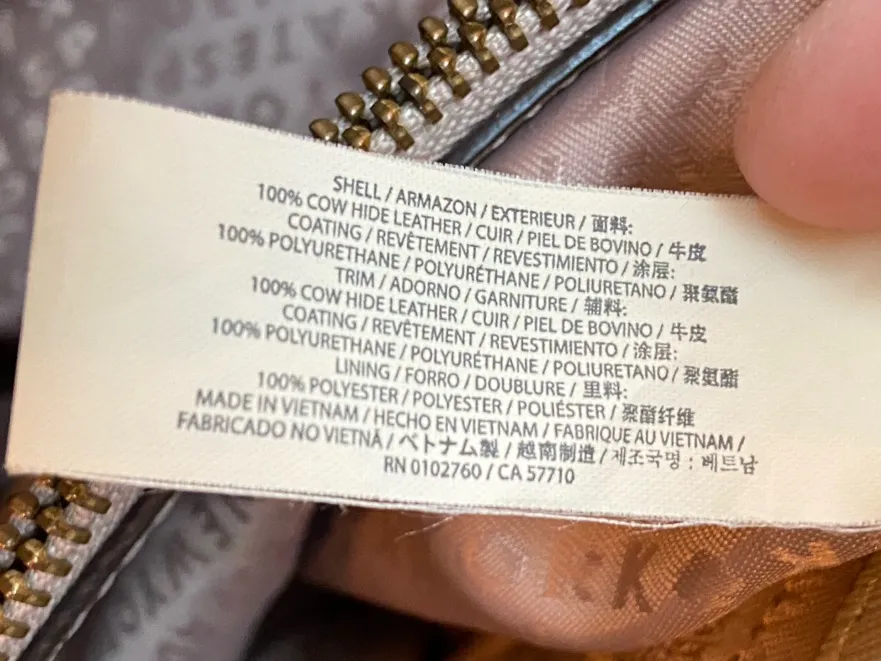 SHELL / ARMAZON / EXTERIEUR / 面料:
100% COW HIDE LEATHER / CUIR / PIEL DE BOVINO / 牛皮
COATING / REVÊTEMENT / REVESTIMIENTO / 涂层:
100% POLYURETHANE / POLYURÉTHANE / POLIURETANO / 聚氨酯
TRIM / ADORNO / GARNITURE / 辅料:
100% COW HIDE LEATHER / CUIR / PIEL DE BOVINO / 牛皮
COATING / REVÊTEMENT / REVESTIMIENTO / 涂层:
100% POLYURETHANE / POLYURÉTHANE / POLIURETANO / 聚氨酯
LINING / FORRO / DOUBLURE / 里料:
100% POLYESTER / POLYESTER / POLIÉSTER / 聚酯纤维
MADE IN VIETNAM / HECHO EN VIETNAM / FABRIQUE AU VIETNAM /
FABRICADO NO VIETNÃ / ベトナム製 / 越南制造 / 제조국명 : 베트남
RN 0102760 / CA 57710
NEW YO